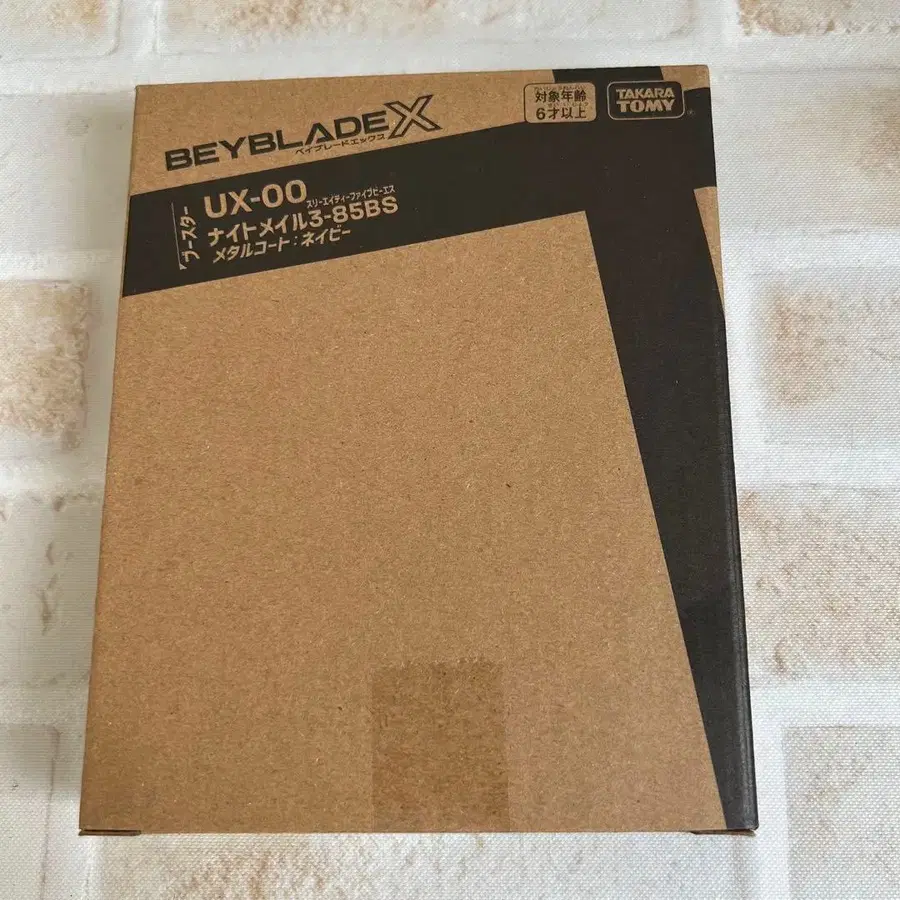 BEYBLADE X
ベイブレードエックス
対象年齢
6才以上
TAKARA
TOMY
ブースター
UX-00
スリーエイティーファイブビーエス
ナイトメイル3-85BS
メタルコート:ネイビー